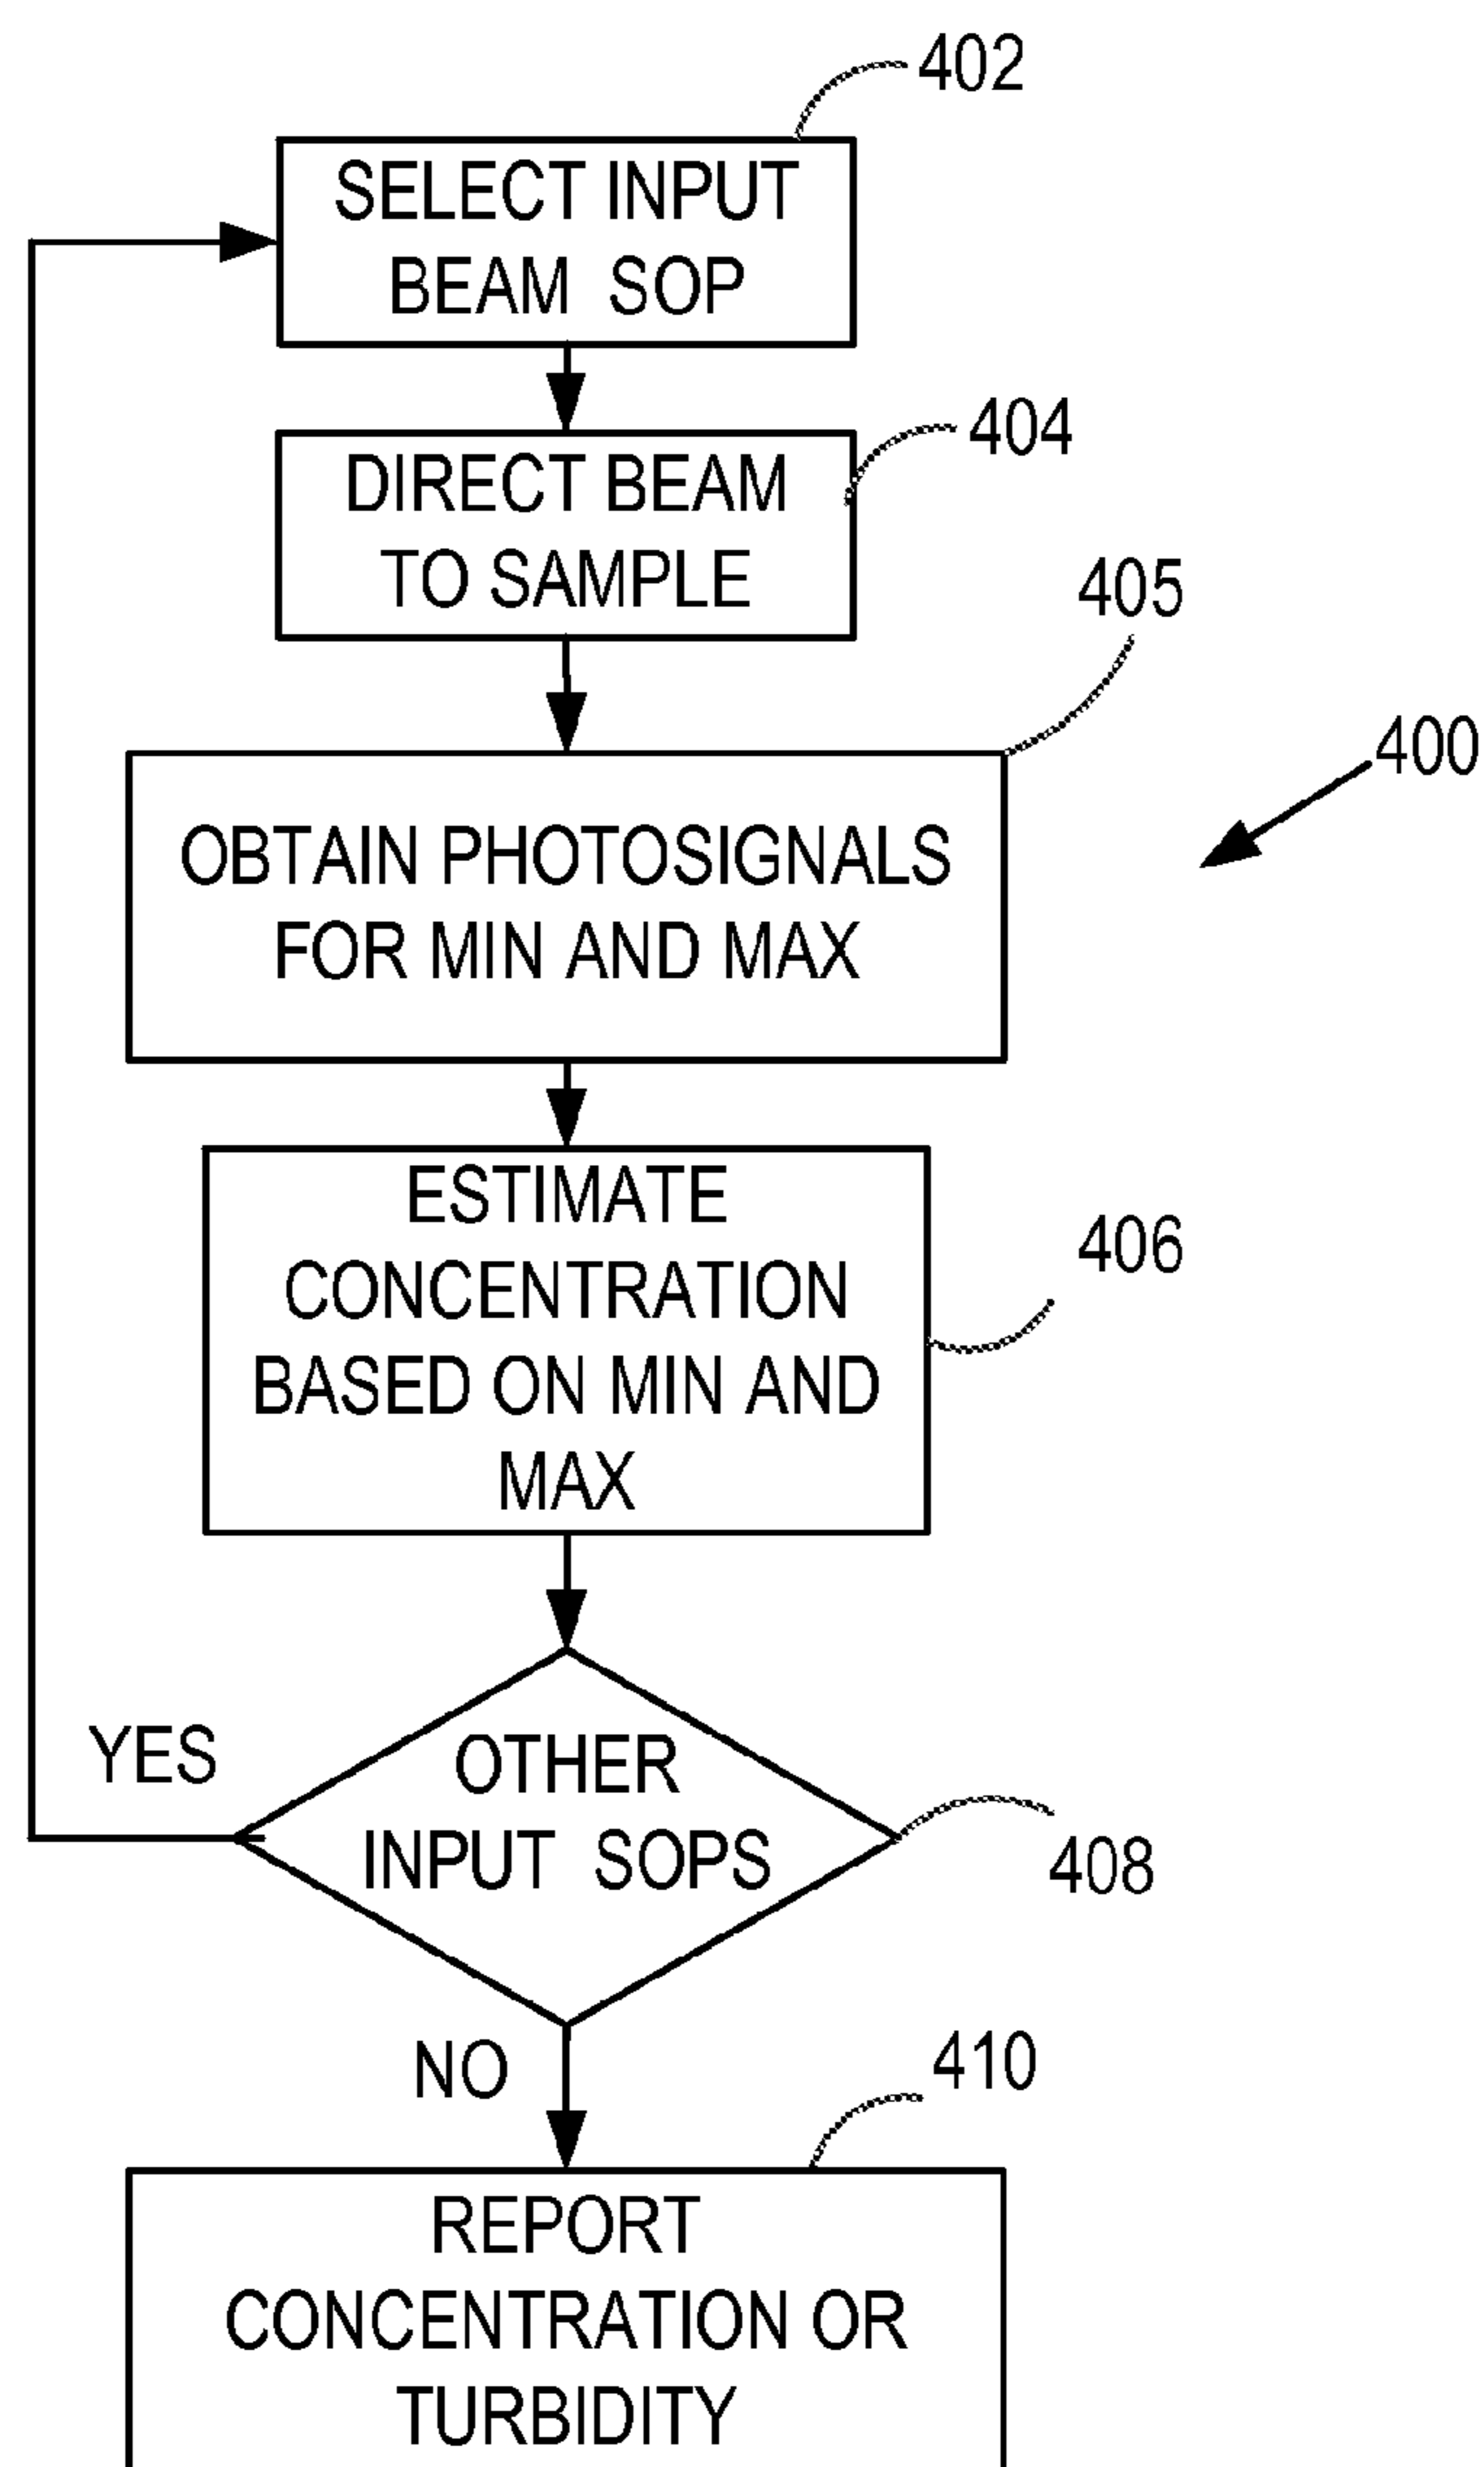 402
SELECT INPUT
BEAM SOP
404
DIRECT BEAM
TO SAMPLE
405
400
OBTAIN PHOTOSIGNALS
FOR MIN AND MAX
406
ESTIMATE
CONCENTRATION
BASED ON MIN AND
MAX
YES
OTHER
INPUT SOPS
408
NO
410
REPORT
CONCENTRATION OR
TURBIDITY